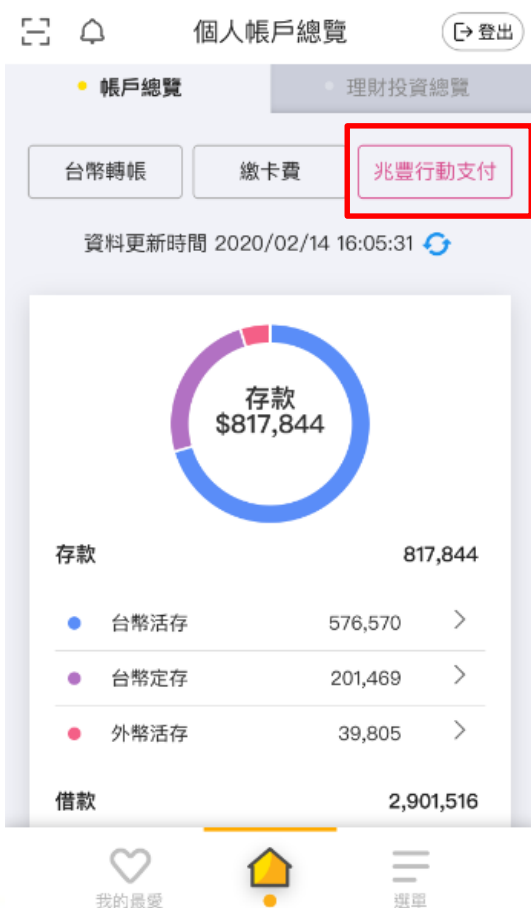 個人帳戶總覽
登出
帳戶總覽
理財投資總覽
台幣轉帳
繳卡費
兆豐行動支付
資料更新時間 2020/02/14 16:05:31
存款
$817,844
存款 817,844
台幣活存 576,570
台幣定存 201,469
外幣活存 39,805
借款 2,901,516
我的最愛
選單